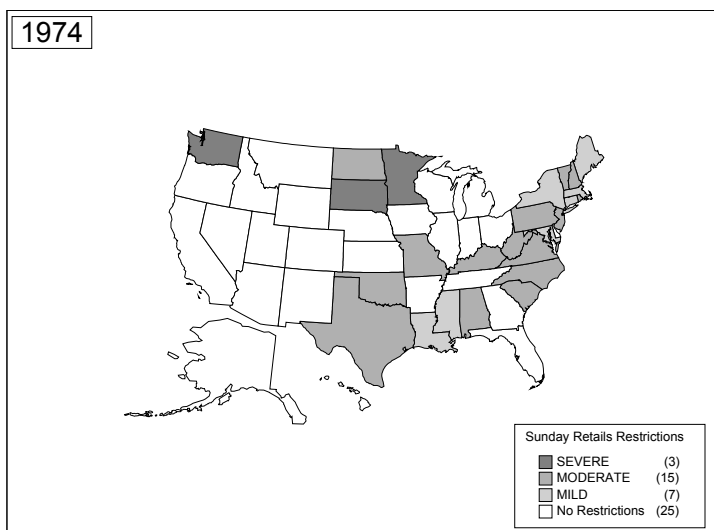 1974
Sunday Retails Restrictions
SEVERE (3)
MODERATE (15)
MILD (7)
No Restrictions (25)